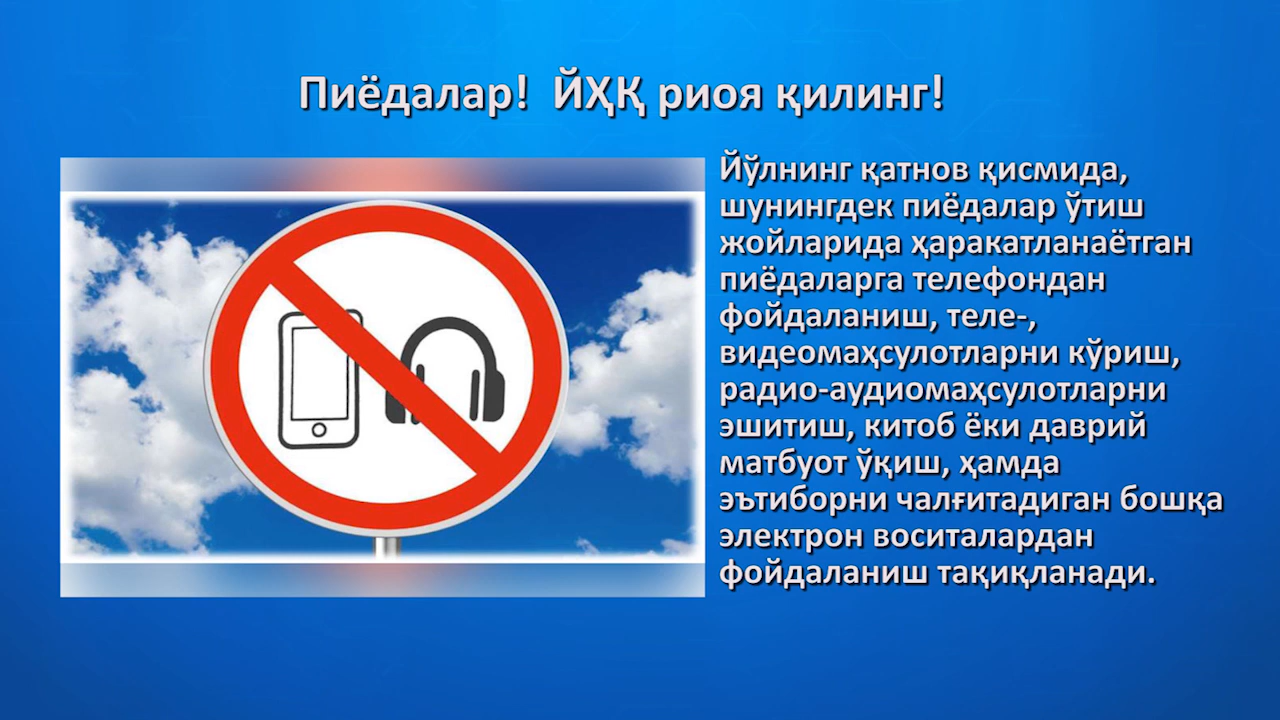 Пиёдалар! ЙҲҚ риоя қилинг!
Йўлнинг қатнов қисмида,
шунингдек пиёдалар ўтиш
жойларида ҳаракатланаётган
пиёдаларга телефондан
фойдаланиш, теле-,
видеомаҳсулотларни кўриш,
радио-аудиомаҳсулотларни
эшитиш, китоб ёки даврий
матбуот ўқиш, ҳамда
эътиборни чалғитадиган бошқа
электрон воситалардан
фойдаланиш тақиқланади.